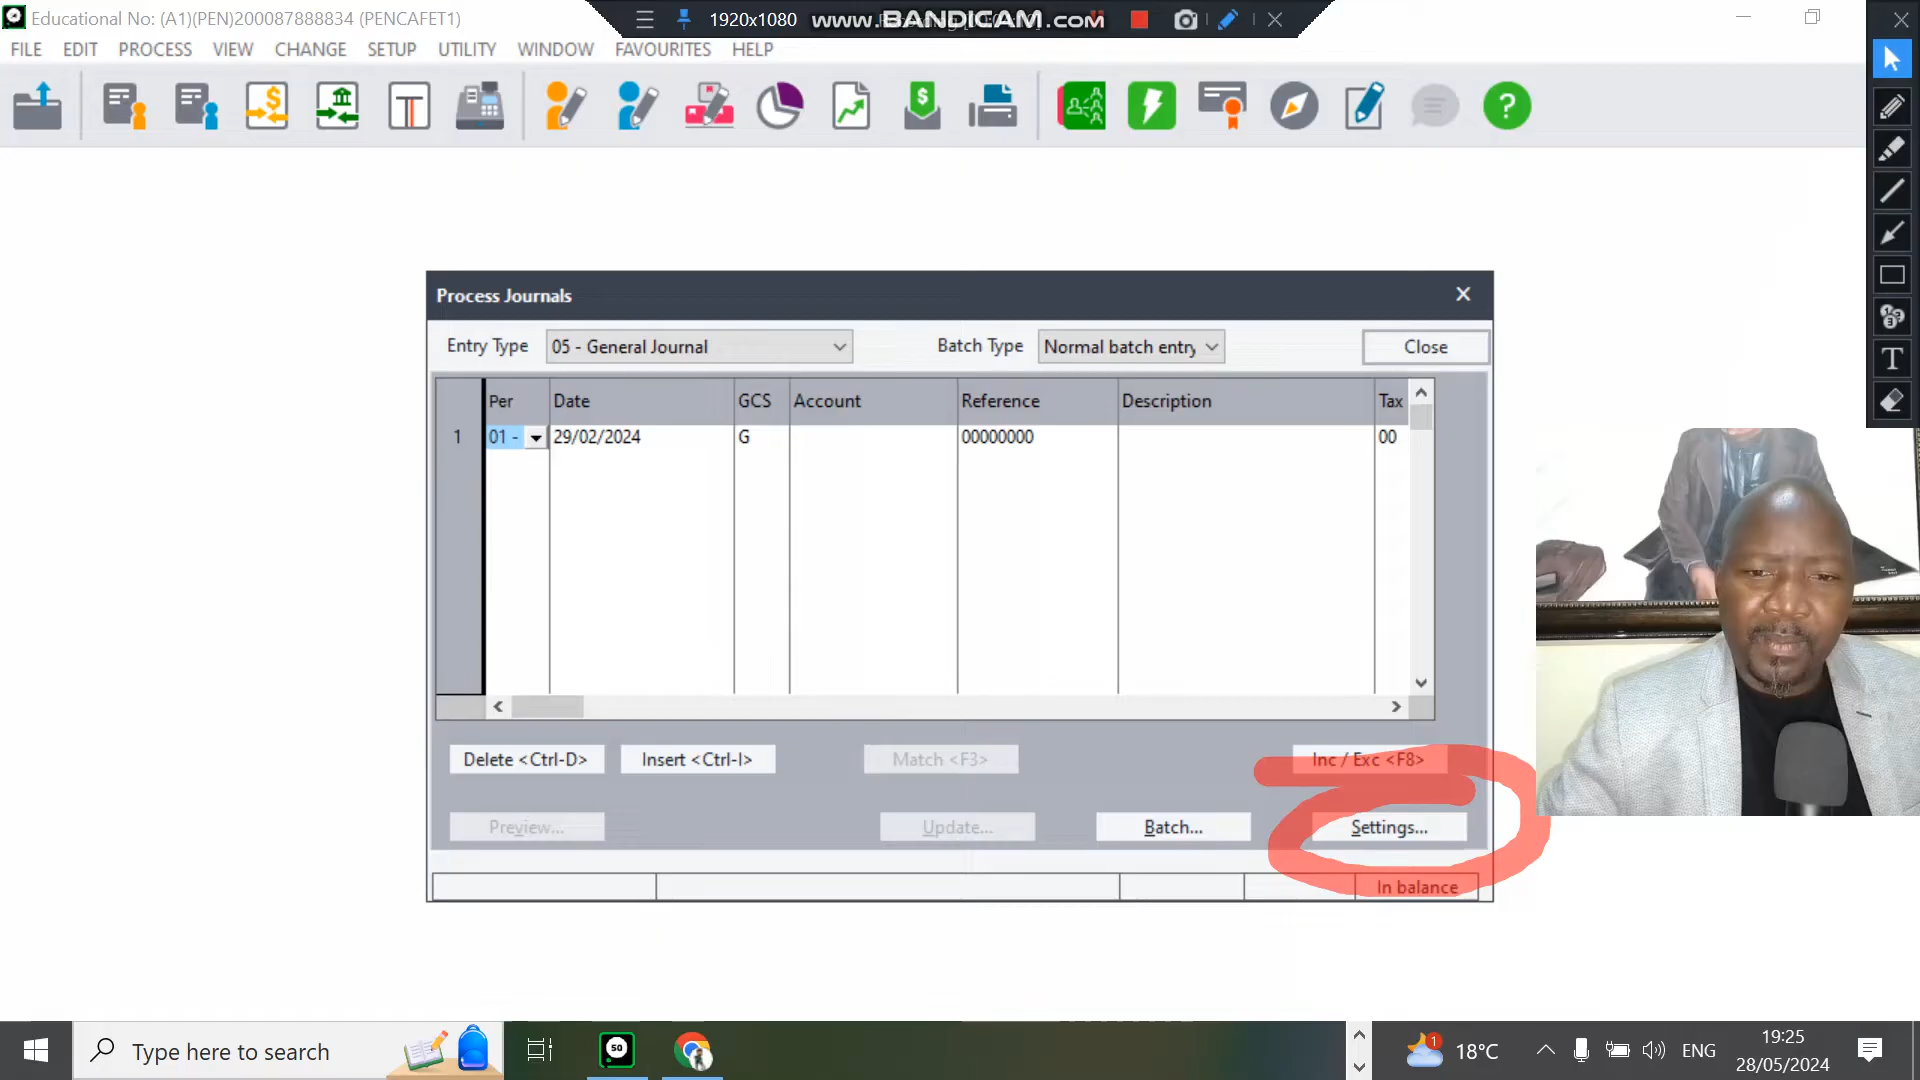 Educational No: (A1)(PEN)200087888834 (PENCAFET1)
1920x1080
www.BANDICAM.com
FILE EDIT PROCESS VIEW CHANGE SETUP UTILITY WINDOW FAVOURITES HELP
Process Journals
Entry Type 05 - General Journal Batch Type Normal batch entry Close
Per Date GCS Account Reference Description Tax
1 01 - 29/02/2024 G 00000000 00
Delete <Ctrl-D> Insert <Ctrl-I> Match <F3> Inc / Exc <F8>
Preview... Update... Batch... Settings...
In balance
Type here to search
SQ
1
18°C
ENG
19:25
28/05/2024